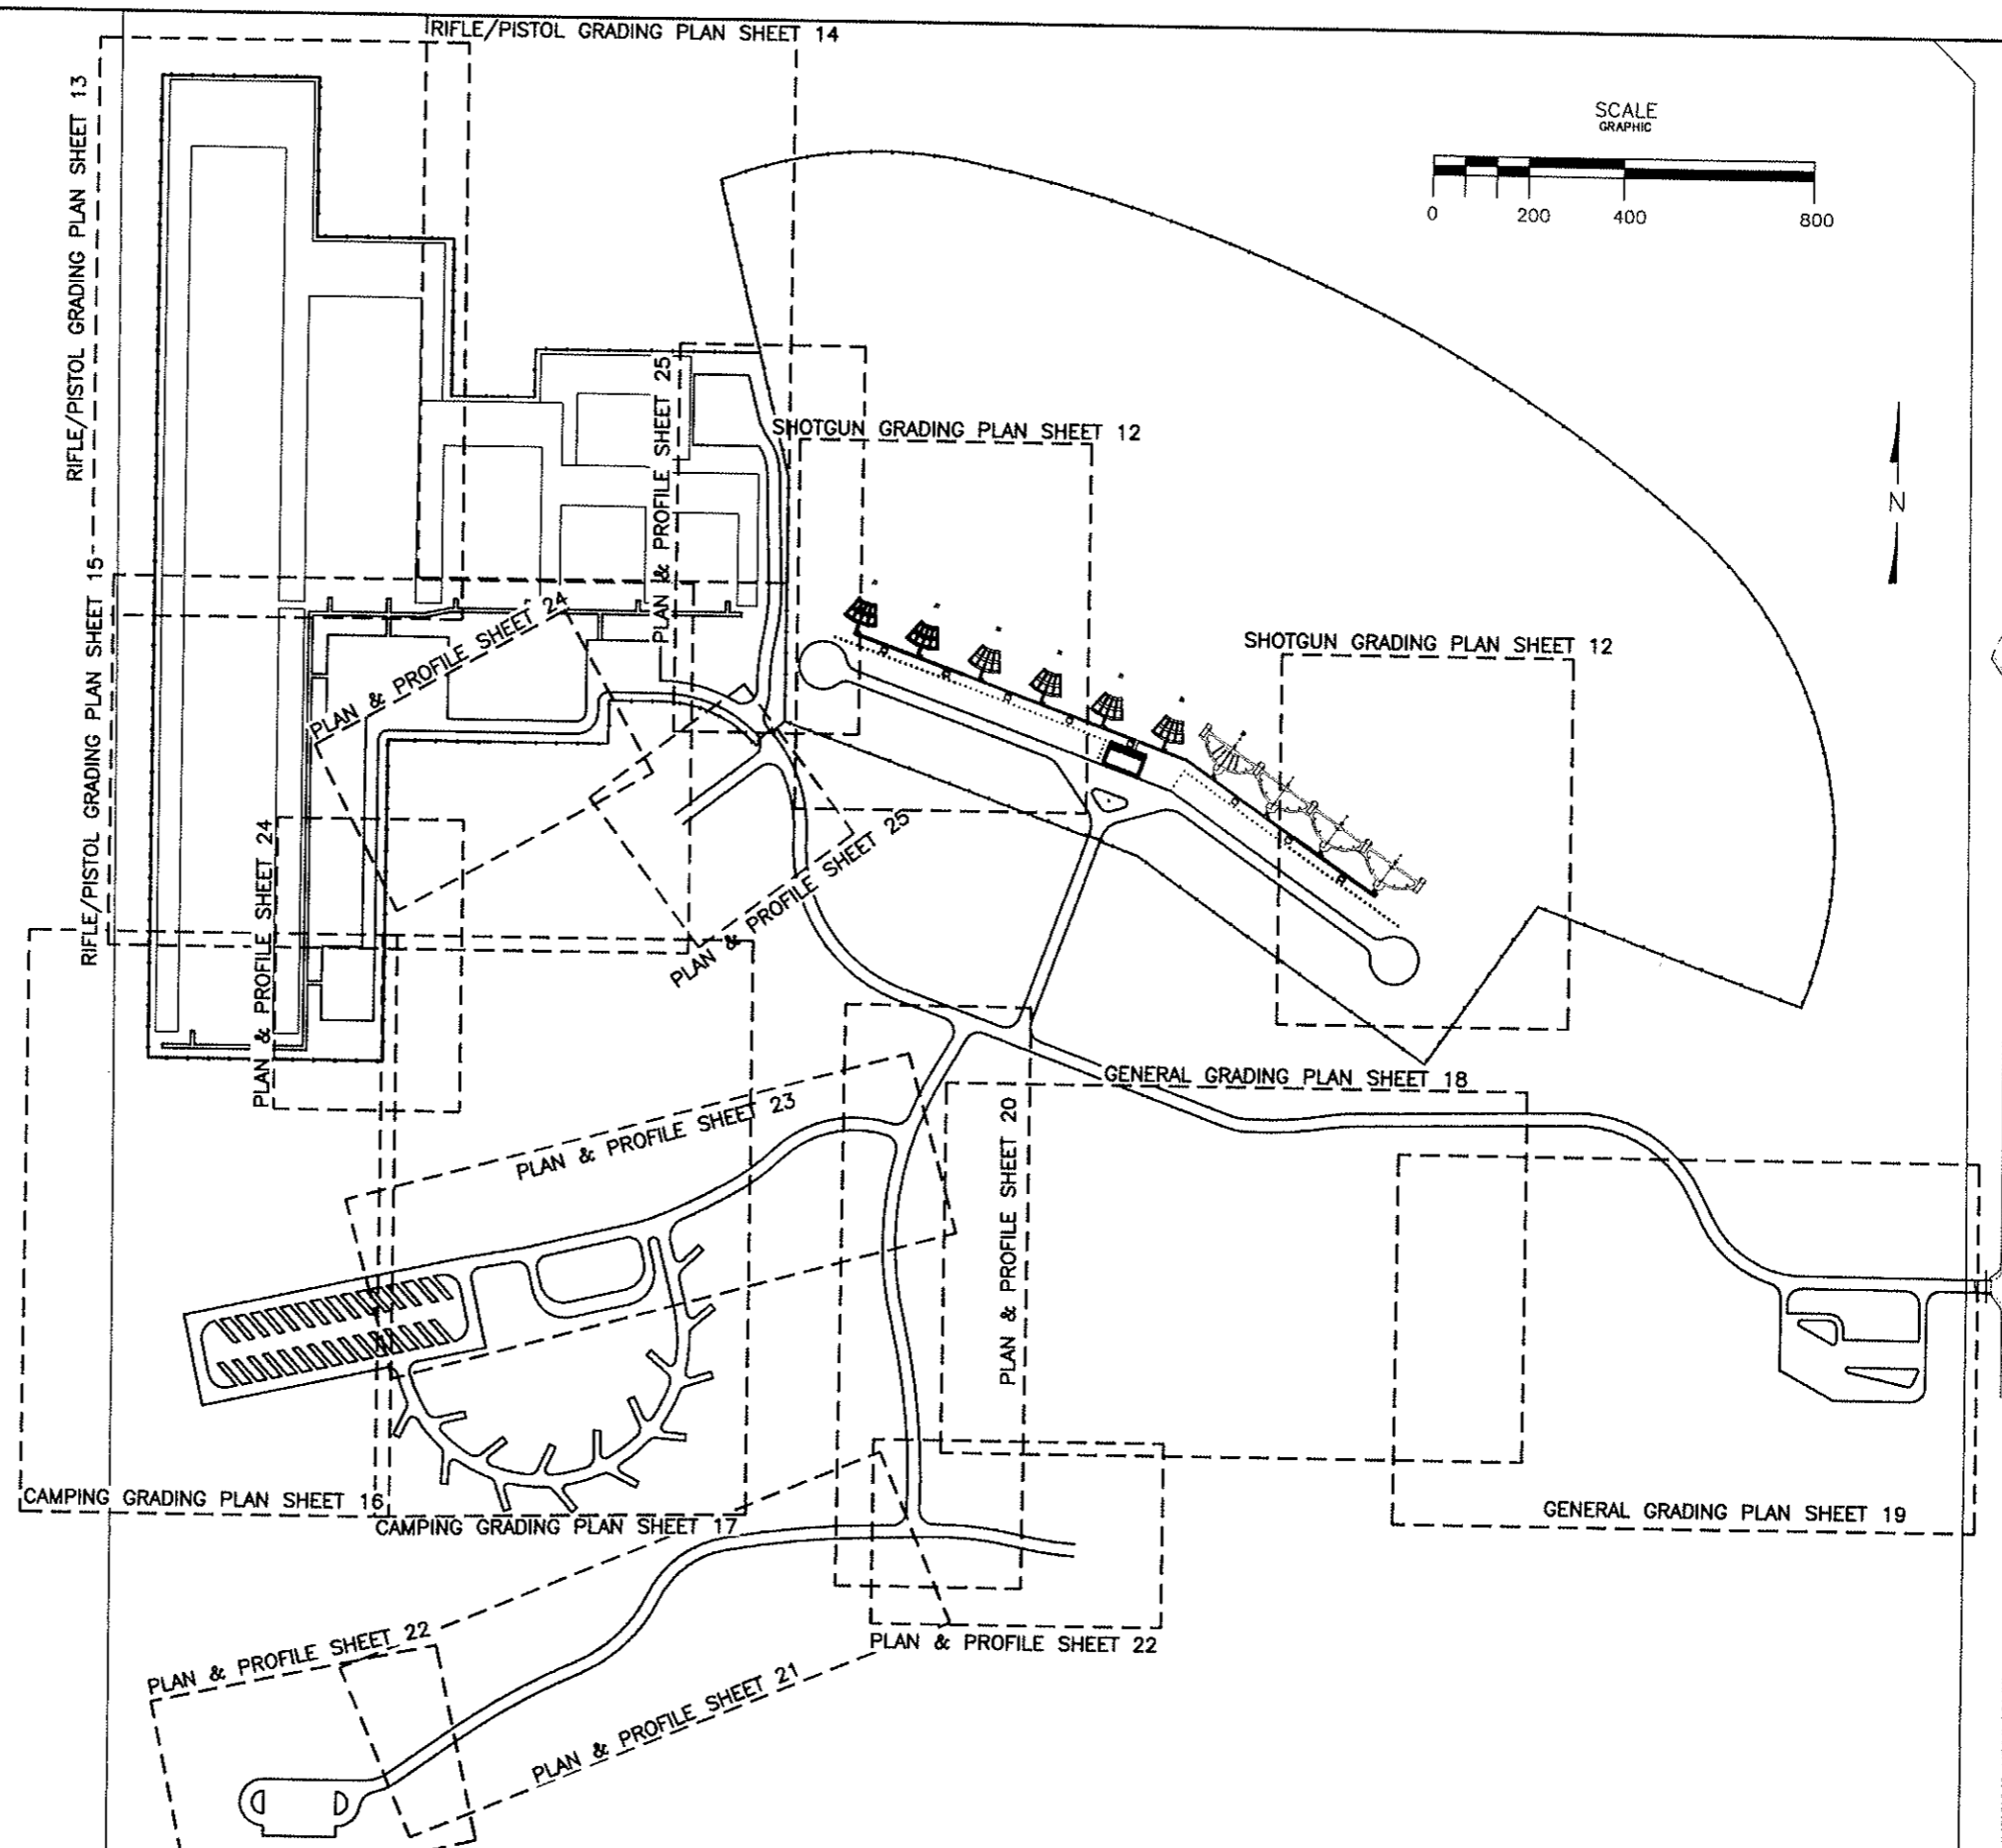 RIFLE/PISTOL GRADING PLAN SHEET 14
RIFLE/PISTOL GRADING PLAN SHEET 13
SCALE
GRAPHIC
0 200 400 800
PLAN & PROFILE SHEET 25
SHOTGUN GRADING PLAN SHEET 12
N
RIFLE/PISTOL GRADING PLAN SHEET 15
PLAN & PROFILE SHEET 24
SHOTGUN GRADING PLAN SHEET 12
PLAN & PROFILE SHEET 24
PLAN & PROFILE SHEET 25
GENERAL GRADING PLAN SHEET 18
PLAN & PROFILE SHEET 23
PLAN & PROFILE SHEET 20
CAMPING GRADING PLAN SHEET 16
CAMPING GRADING PLAN SHEET 17
GENERAL GRADING PLAN SHEET 19
PLAN & PROFILE SHEET 22
PLAN & PROFILE SHEET 22
PLAN & PROFILE SHEET 21